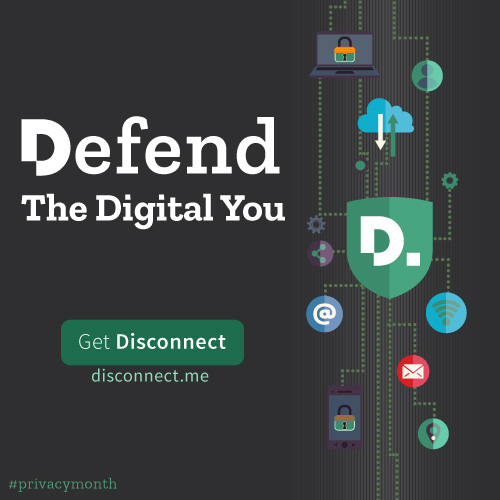 Defend
The Digital You
D.
@
Get Disconnect
disconnect.me
#privacymonth